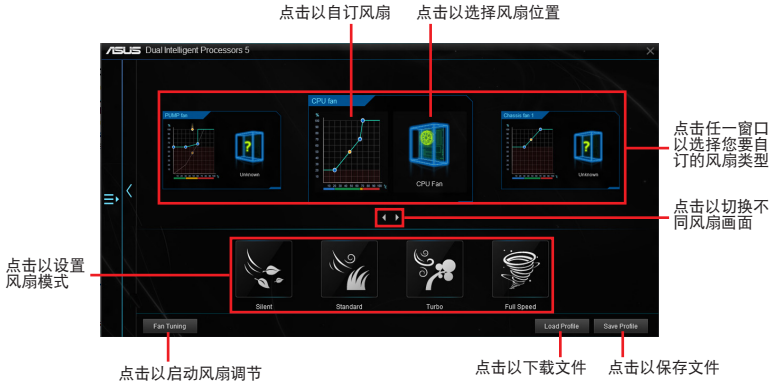 点击以自订风扇
点击以选择风扇位置
ASUS Dual Intelligent Processors 5
PUMP fan
CPU fan
Chassis fan 1
Unknown
CPU Fan
Unknown
点击任一窗口
以选择您要自
订的风扇类型
点击以切换不
同风扇画面
点击以设置
风扇模式
Silent
Standard
Turbo
Full Speed
Fan Tuning
Load Profile
Save Profile
点击以启动风扇调节
点击以下载文件
点击以保存文件